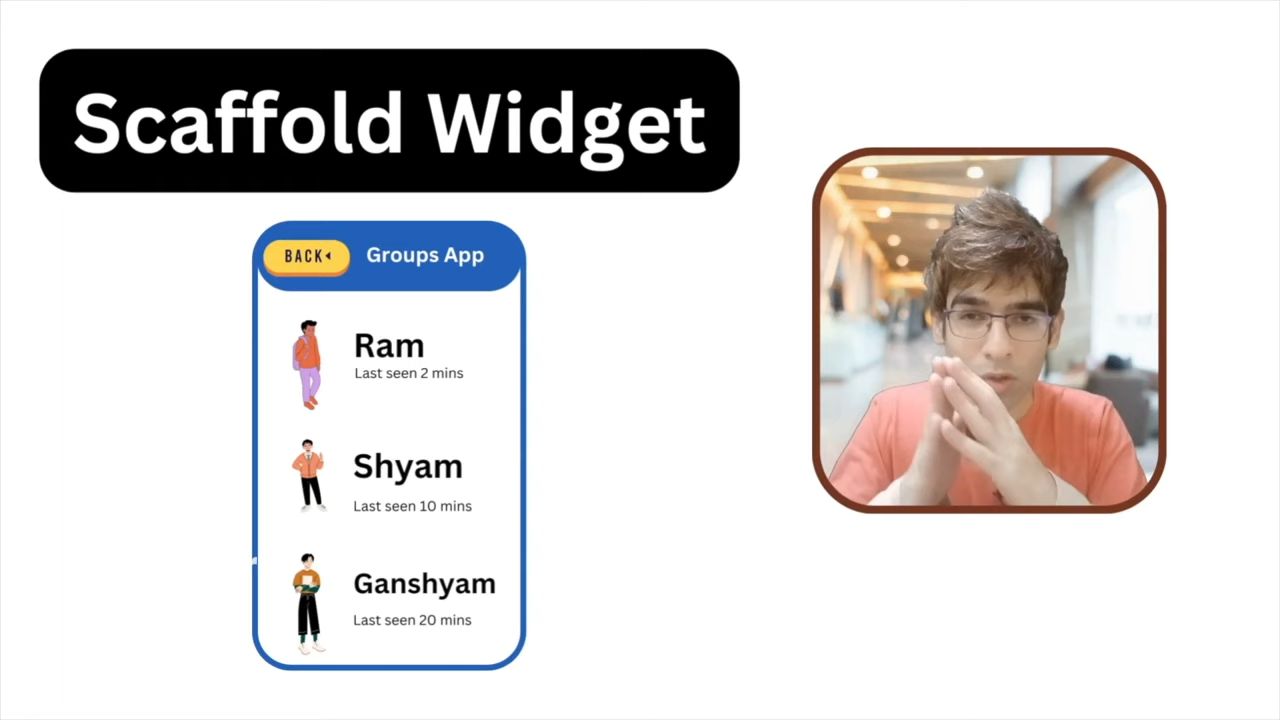 Scaffold Widget
BACK
Groups App
Ram
Last seen 2 mins
Shyam
Last seen 10 mins
Ganshyam
Last seen 20 mins